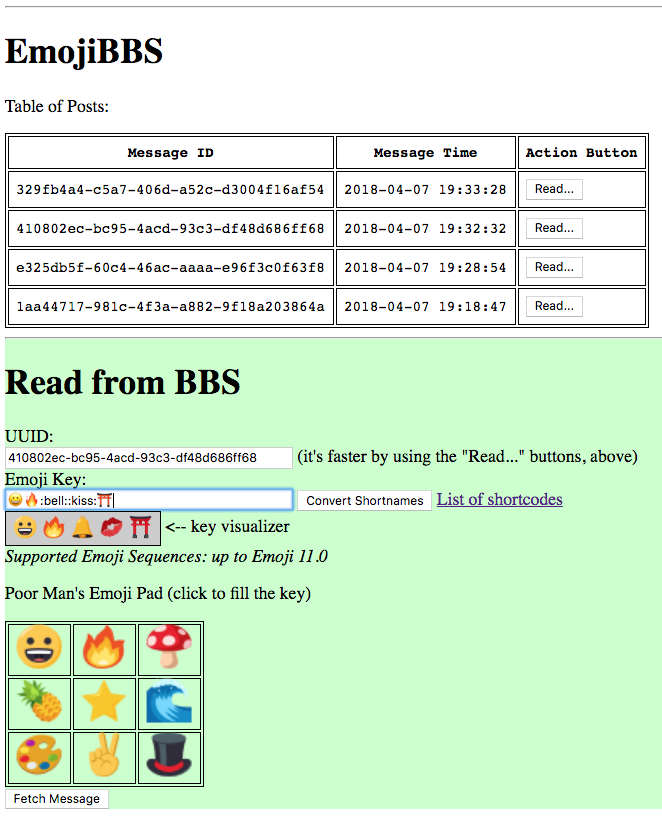 EmojiBBS
Table of Posts:
Message ID Message Time Action Button
329fb4a4-c5a7-406d-a52c-d3004f16af54 2018-04-07 19:33:28 Read...
410802ec-bc95-4acd-93c3-df48d686ff68 2018-04-07 19:32:32 Read...
e325db5f-60c4-46ac-aaaa-e96f3c0f63f8 2018-04-07 19:28:54 Read...
1aa44717-981c-4f3a-a882-9f18a203864a 2018-04-07 19:18:47 Read...
Read from BBS
UUID:
410802ec-bc95-4acd-93c3-df48d686ff68 (it's faster by using the "Read..." buttons, above)
Emoji Key:
😀🔥:bell::kiss:⛩️ Convert Shortnames List of shortcodes
😀🔥🔔💋⛩️ <-- key visualizer
Supported Emoji Sequences: up to Emoji 11.0
Poor Man's Emoji Pad (click to fill the key)
😀🔥🍄
🍍⭐🌊
🎨✌️🎩
Fetch Message